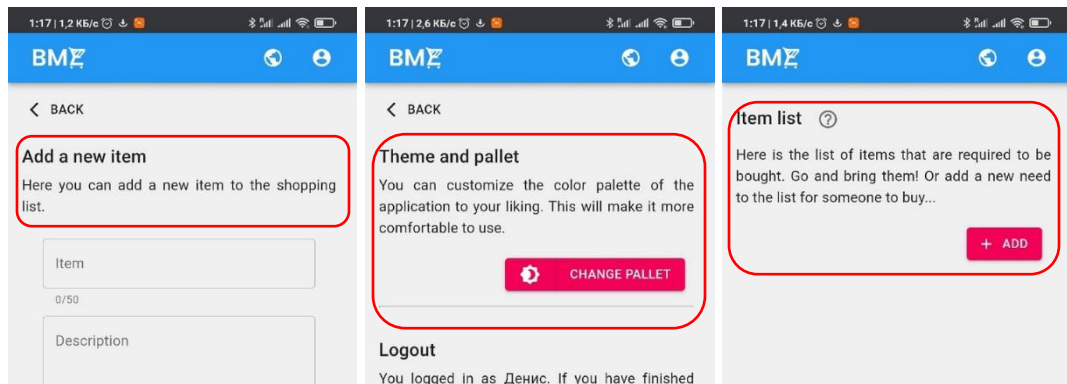 1:17 | 1,2 КБ/с
BME
BACK
Add a new item
Here you can add a new item to the shopping
list.
Item
0/50
Description
1:17 | 2,6 КБ/с
BME
BACK
Theme and pallet
You can customize the color palette of the
application to your liking. This will make it more
comfortable to use.
CHANGE PALLET
Logout
You logged in as Денис. If you have finished
1:17 | 1,4 КБ/с
BME
Item list
Here is the list of items that are required to be
bought. Go and bring them! Or add a new need
to the list for someone to buy...
+ ADD